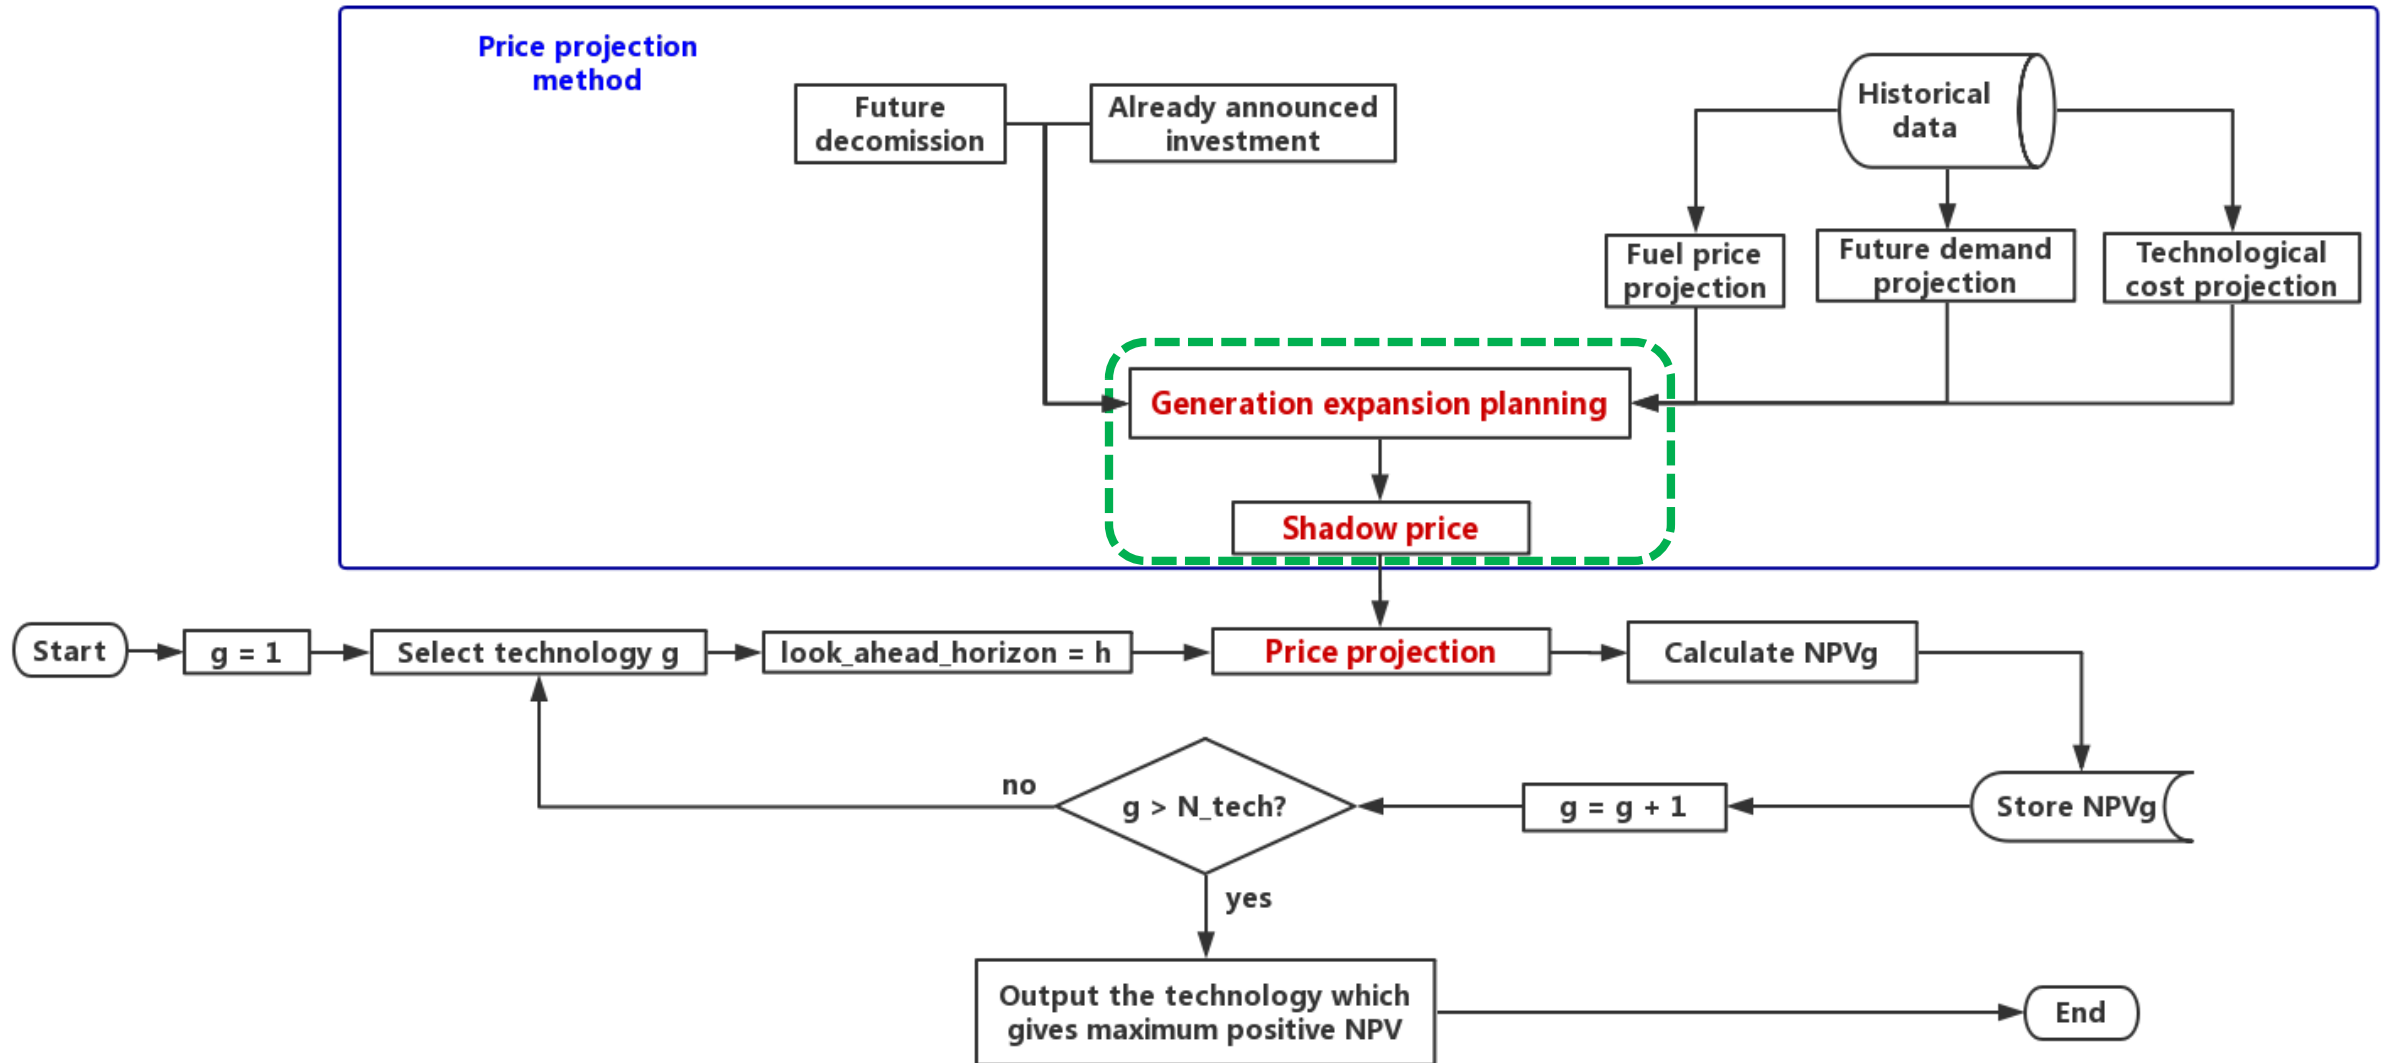 Price projection
method
Future
decomission
Already announced
investment
Historical
data
Fuel price
projection
Future demand
projection
Technological
cost projection
Generation expansion planning
Shadow price
Start
g = 1
Select technology g
look_ahead_horizon = h
Price projection
Calculate NPVg
no
g > N_tech?
g = g + 1
Store NPVg
yes
Output the technology which
gives maximum positive NPV
End